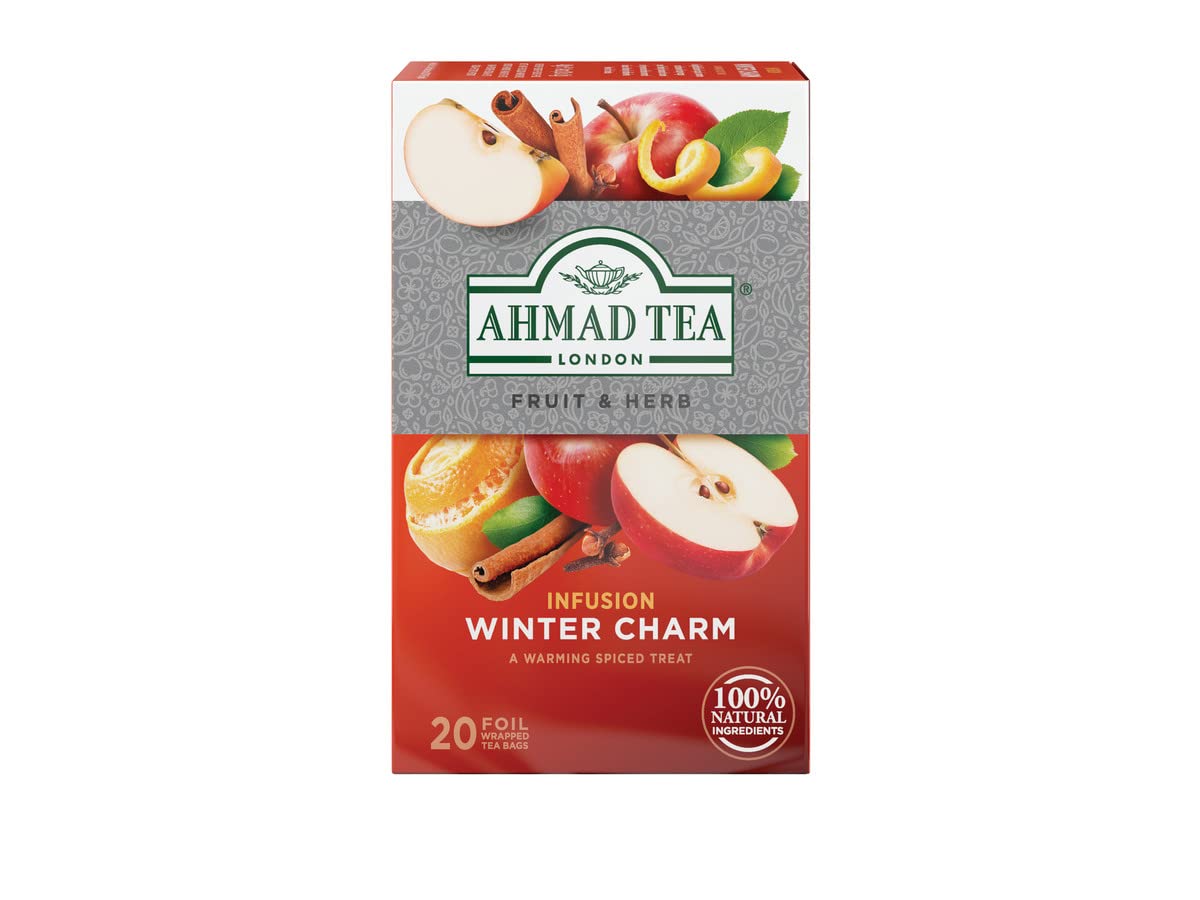 AHMAD TEA
®
LONDON
FRUIT & HERB
INFUSION
WINTER CHARM
A WARMING SPICED TREAT
20 FOIL
WRAPPED
TEA BAGS
100%
NATURAL
INGREDIENTS